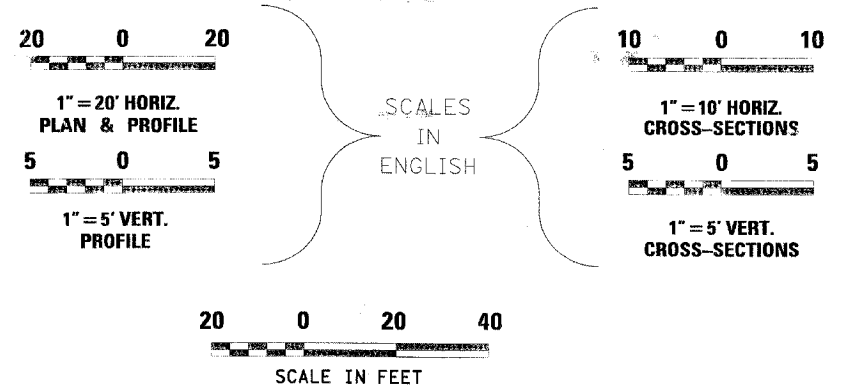 20 0 20
1" = 20' HORIZ.
PLAN & PROFILE
5 0 5
1" = 5' VERT.
PROFILE
SCALES
IN
ENGLISH
10 0 10
1" = 10' HORIZ.
CROSS-SECTIONS
5 0 5
1" = 5' VERT.
CROSS-SECTIONS
20 0 20 40
SCALE IN FEET